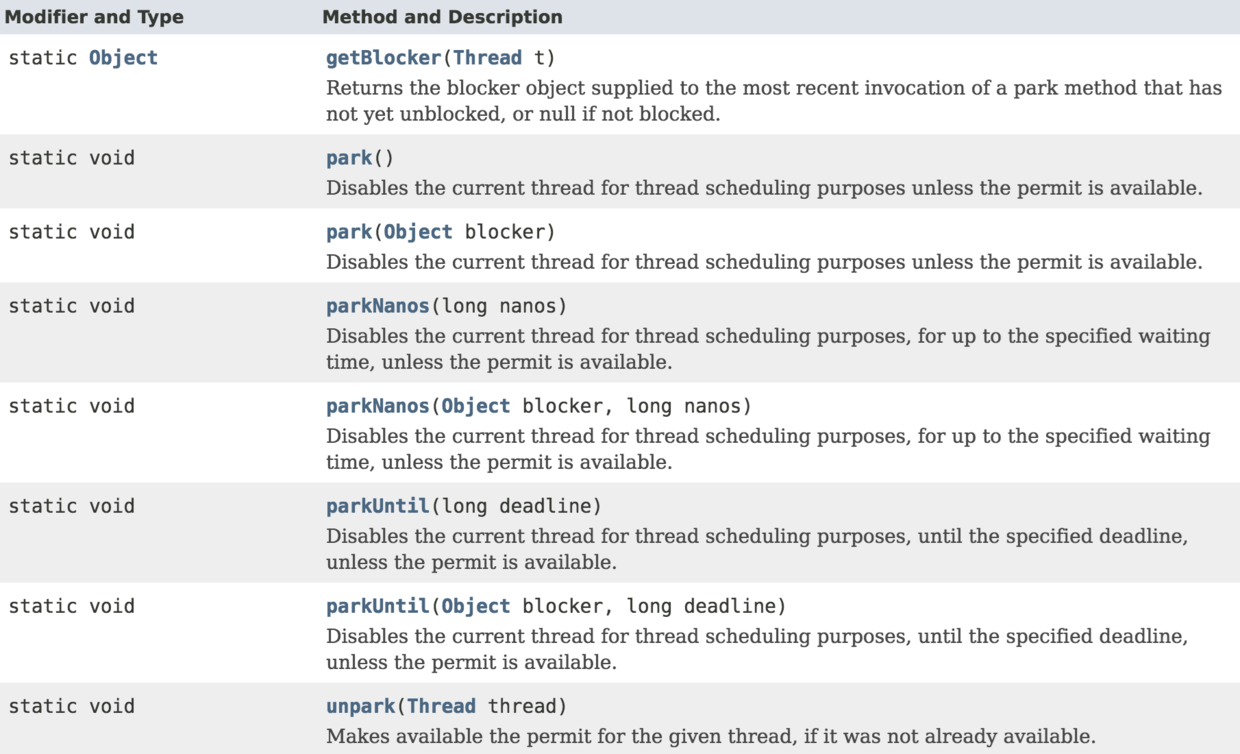 Modifier and Type Method and Description
static Object getBlocker(Thread t)
Returns the blocker object supplied to the most recent invocation of a park method that has
not yet unblocked, or null if not blocked.
static void park()
Disables the current thread for thread scheduling purposes unless the permit is available.
static void park(Object blocker)
Disables the current thread for thread scheduling purposes unless the permit is available.
static void parkNanos(long nanos)
Disables the current thread for thread scheduling purposes, for up to the specified waiting
time, unless the permit is available.
static void parkNanos(Object blocker, long nanos)
Disables the current thread for thread scheduling purposes, for up to the specified waiting
time, unless the permit is available.
static void parkUntil(long deadline)
Disables the current thread for thread scheduling purposes, until the specified deadline,
unless the permit is available.
static void parkUntil(Object blocker, long deadline)
Disables the current thread for thread scheduling purposes, until the specified deadline,
unless the permit is available.
static void unpark(Thread thread)
Makes available the permit for the given thread, if it was not already available.